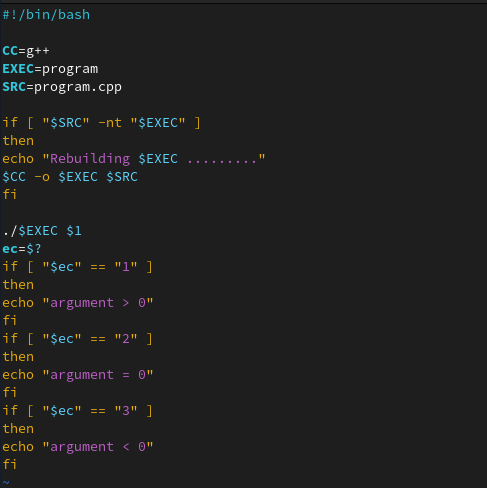 #!/bin/bash
CC=g++
EXEC=program
SRC=program.cpp
if [ "$SRC" -nt "$EXEC" ]
then
echo "Rebuilding $EXEC ........."
$CC -o $EXEC $SRC
fi
./$EXEC $1
ec=$?
if [ "$ec" == "1" ]
then
echo "argument > 0"
fi
if [ "$ec" == "2" ]
then
echo "argument = 0"
fi
if [ "$ec" == "3" ]
then
echo "argument < 0"
fi
~